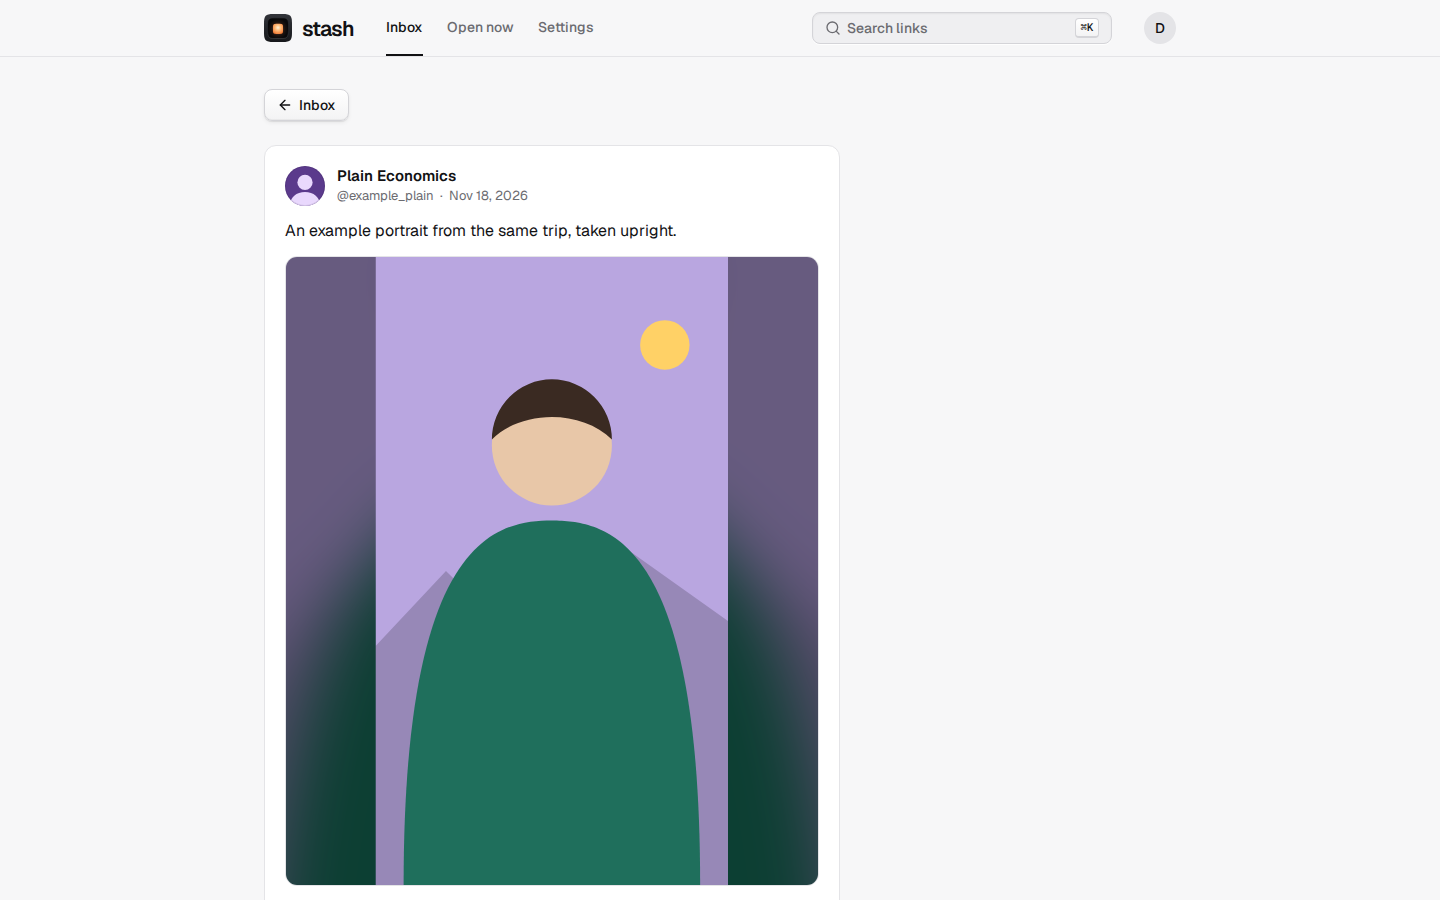 stash
Inbox
Open now
Settings
Search links
⌘K
D
Inbox
Plain Economics
@example_plain · Nov 18, 2026
An example portrait from the same trip, taken upright.